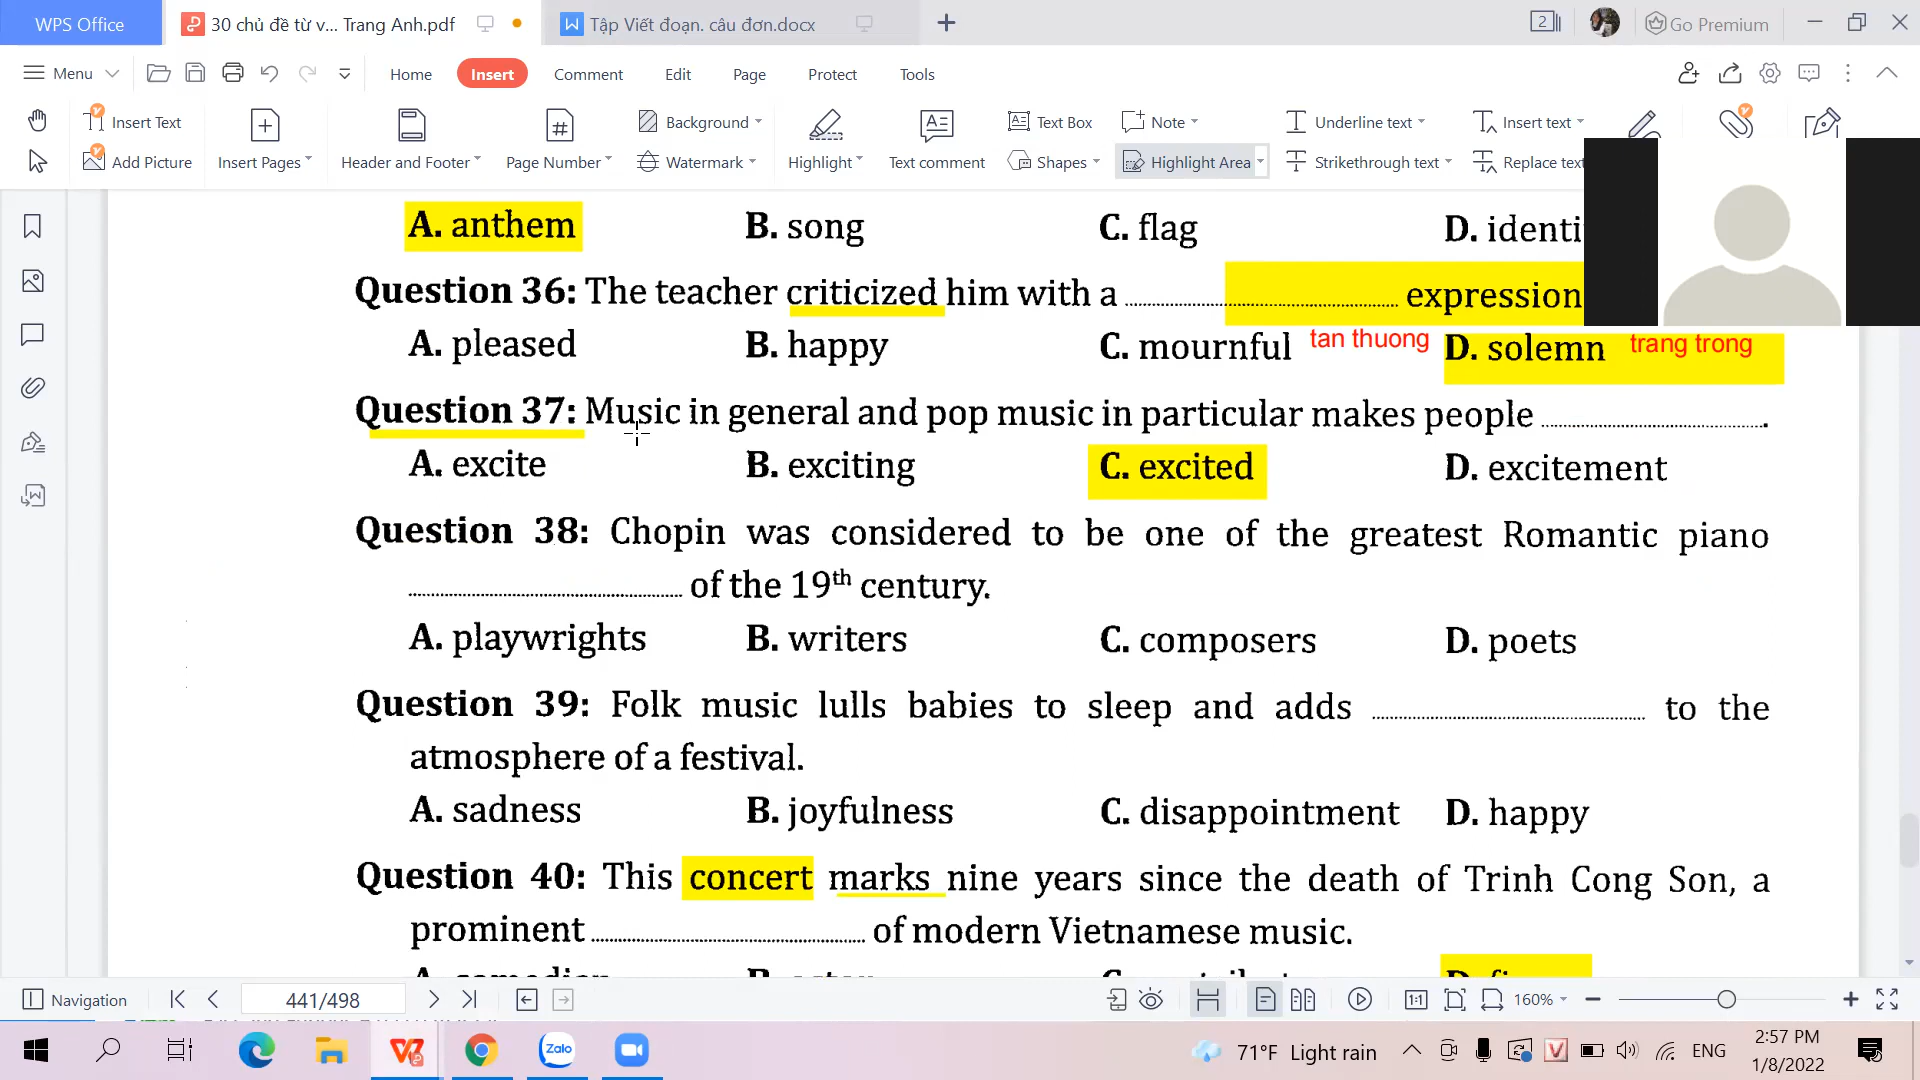 WPS Office
30 chủ đề từ v... Trang Anh.pdf
Tập Viết đoạn. câu đơn.docx
2
Go Premium
Menu
Home
Insert
Comment
Edit
Page
Protect
Tools
Insert Text
Add Picture
Insert Pages
Header and Footer
Page Number
Background
Watermark
Highlight
Text comment
Text Box
Shapes
Note
Highlight Area
Underline text
Strikethrough text
Insert text
Replace text
A. anthem B. song C. flag D. identi
Question 36: The teacher criticized him with a .................... expression
A. pleased B. happy C. mournful tan thuong D. solemn trang trong
Question 37: Music in general and pop music in particular makes people .................... .
A. excite B. exciting C. excited D. excitement
Question 38: Chopin was considered to be one of the greatest Romantic piano
.................... of the 19th century.
A. playwrights B. writers C. composers D. poets
Question 39: Folk music lulls babies to sleep and adds .................... to the
atmosphere of a festival.
A. sadness B. joyfulness C. disappointment D. happy
Question 40: This concert marks nine years since the death of Trinh Cong Son, a
prominent .................... of modern Vietnamese music.
Navigation
441/498
1:1
160%
Zalo
71°F Light rain
ENG
2:57 PM
1/8/2022